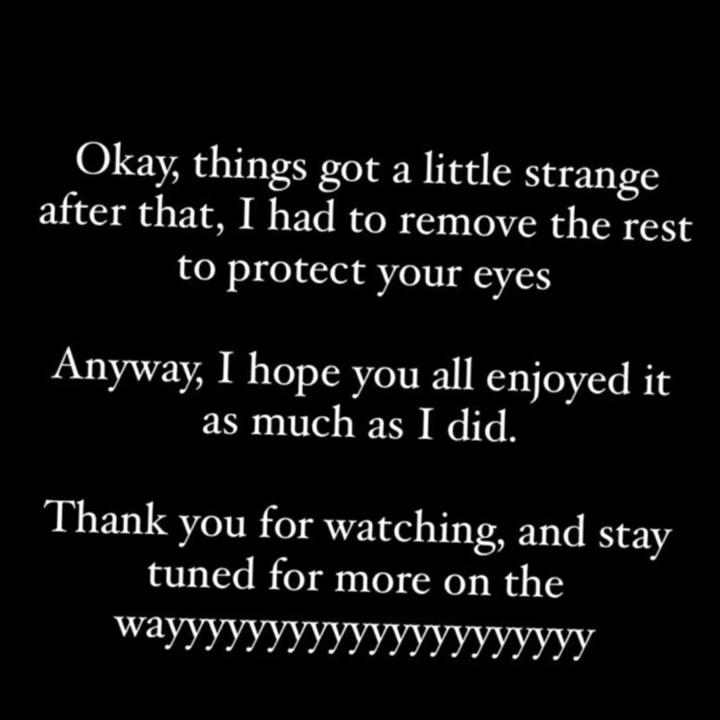 Okay, things got a little strange
after that, I had to remove the rest
to protect your eyes
Anyway, I hope you all enjoyed it
as much as I did.
Thank you for watching, and stay
tuned for more on the
wayyyyyyyyyyyyyyyyyyyyyyy